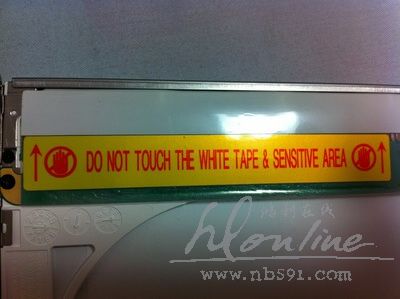 DO NOT TOUCH THE WHITE TAPE & SENSITIVE AREA
hlonline
www.nb591.com